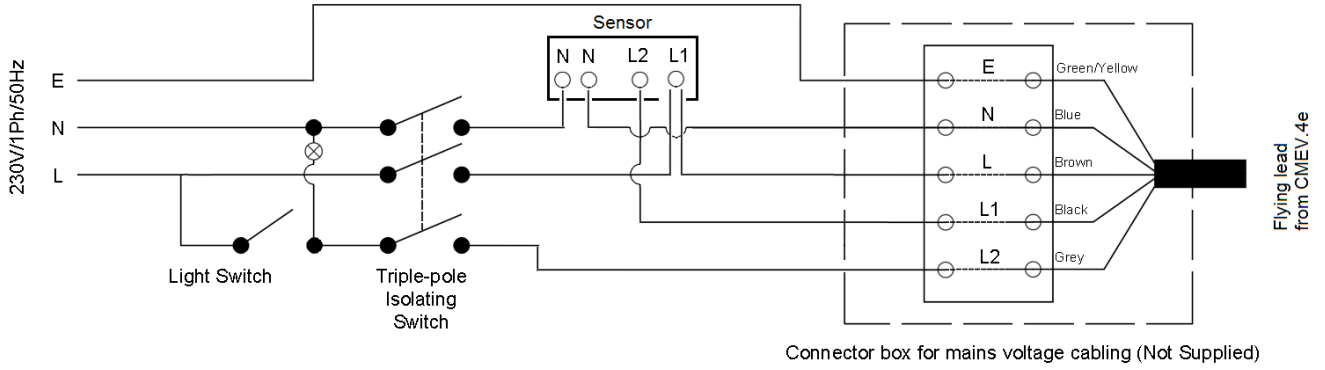 230V/1Ph/50Hz
E
N
L
Light Switch
Triple-pole
Isolating
Switch
Sensor
N N L2 L1
E
Green/Yellow
N
Blue
L
Brown
L1
Black
L2
Grey
Flying lead
from CMEV.4e
Connector box for mains voltage cabling (Not Supplied)